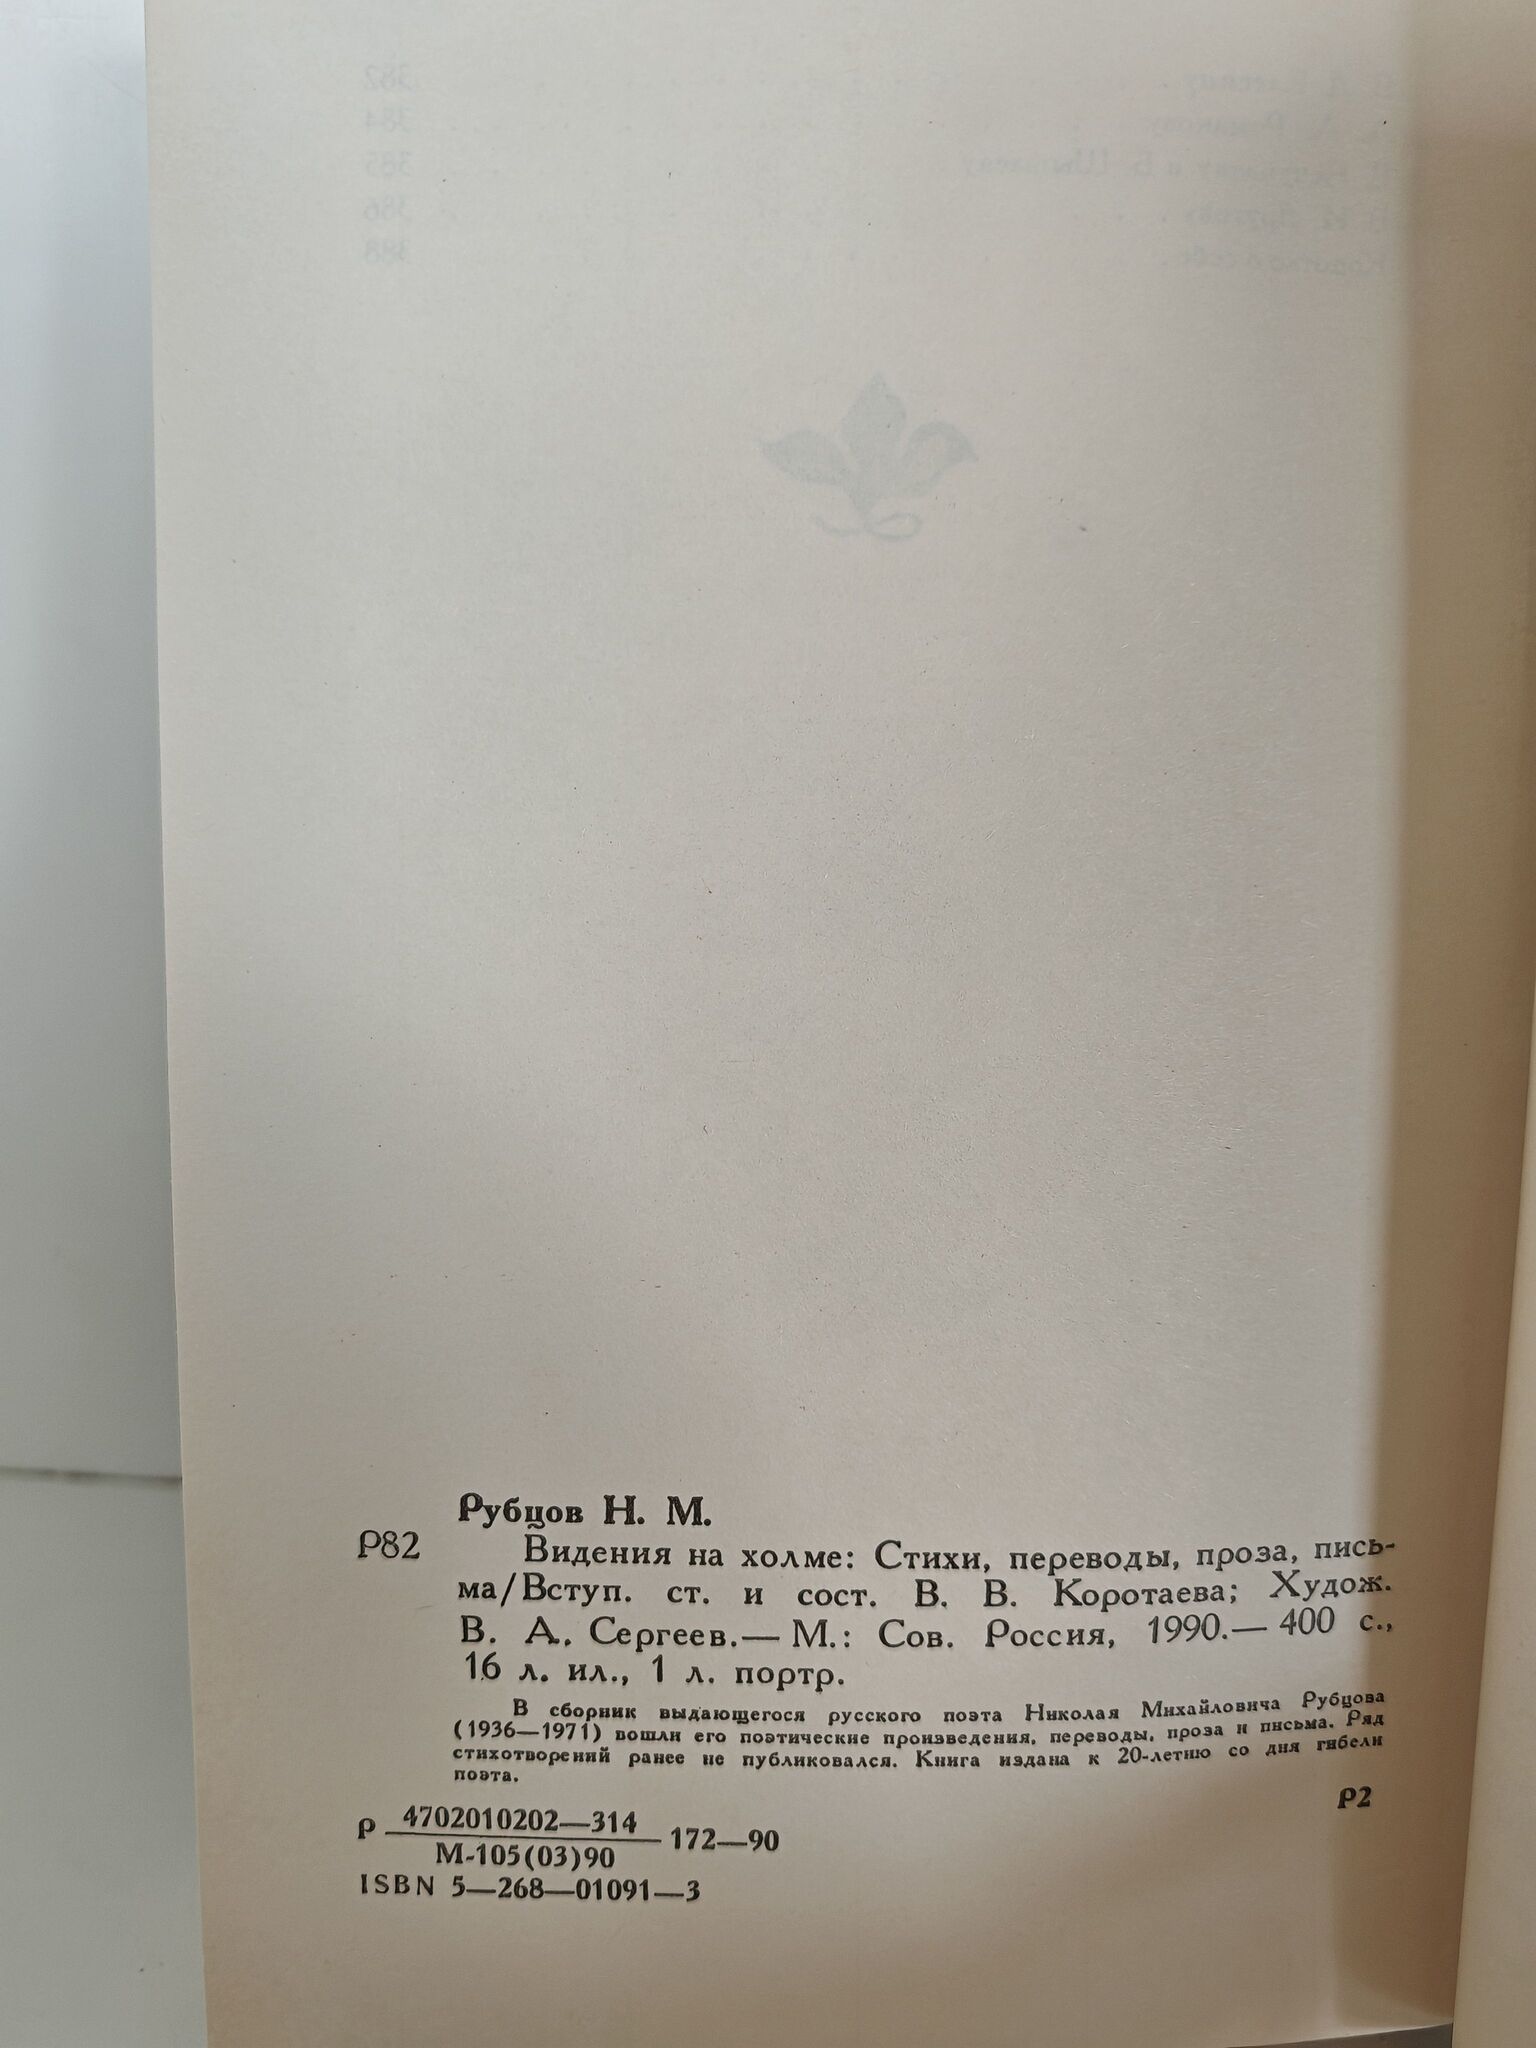 Рубцов Н. М.
Р82
Видения на холме: Стихи, переводы, проза, пись-
ма/Вступ. ст. и сост. В. В. Коротаева; Худож.
В. А. Сергеев.— М.: Сов. Россия, 1990.— 400 с.,
16 л. ил., 1 л. портр.
В сборник выдающегося русского поэта Николая Михайловича Рубцова
(1936—1971) вошли его поэтические произведения, переводы, проза и письма. Ряд
стихотворений ранее не публиковался. Книга издана к 20-летию со дня гибели
поэта.
Р2
Р 4702010202—314 172—90
М-105(03)90
ISBN 5—268—01091—3